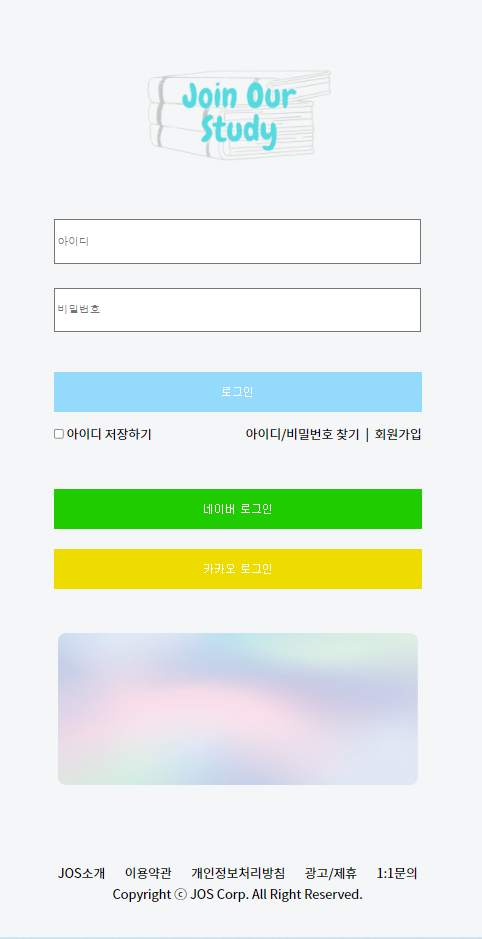 Join Our
Study
아이디
비밀번호
로그인
아이디 저장하기 아이디/비밀번호 찾기 | 회원가입
네이버 로그인
카카오 로그인
JOS소개 이용약관 개인정보처리방침 광고/제휴 1:1문의
Copyright ⓒ JOS Corp. All Right Reserved.